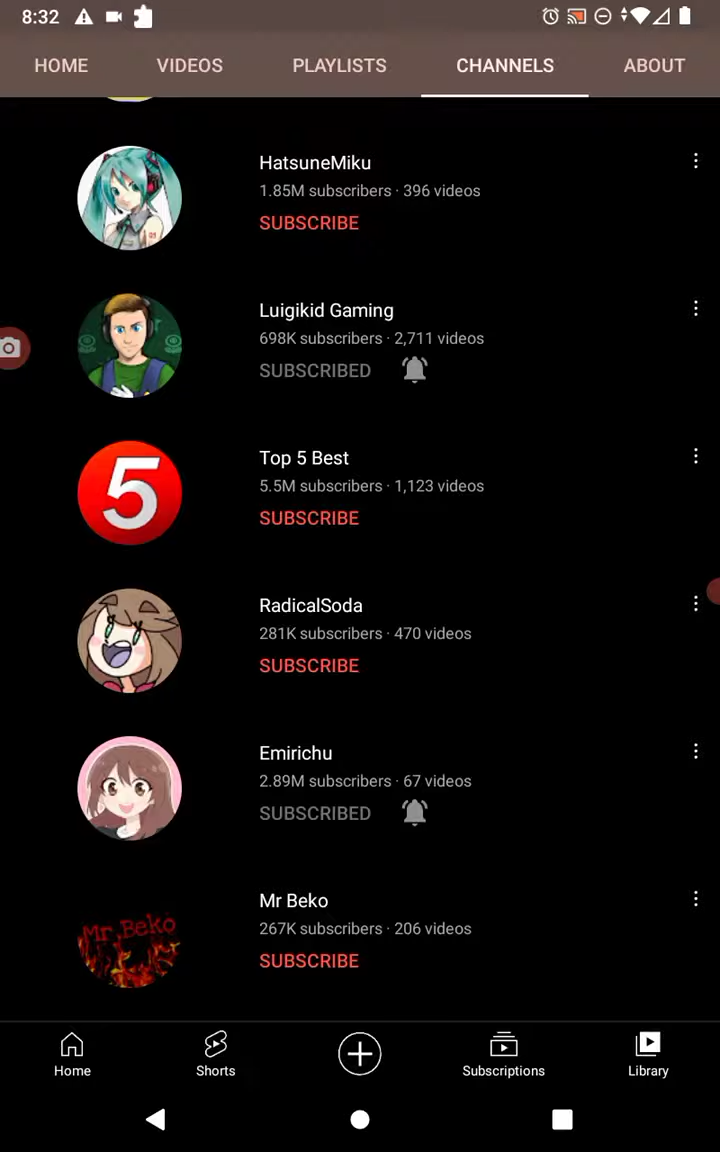 8:32
HOME VIDEOS PLAYLISTS CHANNELS ABOUT
HatsuneMiku
1.85M subscribers · 396 videos
SUBSCRIBE
Luigikid Gaming
698K subscribers · 2,711 videos
SUBSCRIBED
5
Top 5 Best
5.5M subscribers · 1,123 videos
SUBSCRIBE
RadicalSoda
281K subscribers · 470 videos
SUBSCRIBE
Emirichu
2.89M subscribers · 67 videos
SUBSCRIBED
Mr Beko
267K subscribers · 206 videos
Mr.Beko
SUBSCRIBE
Home Shorts Subscriptions Library